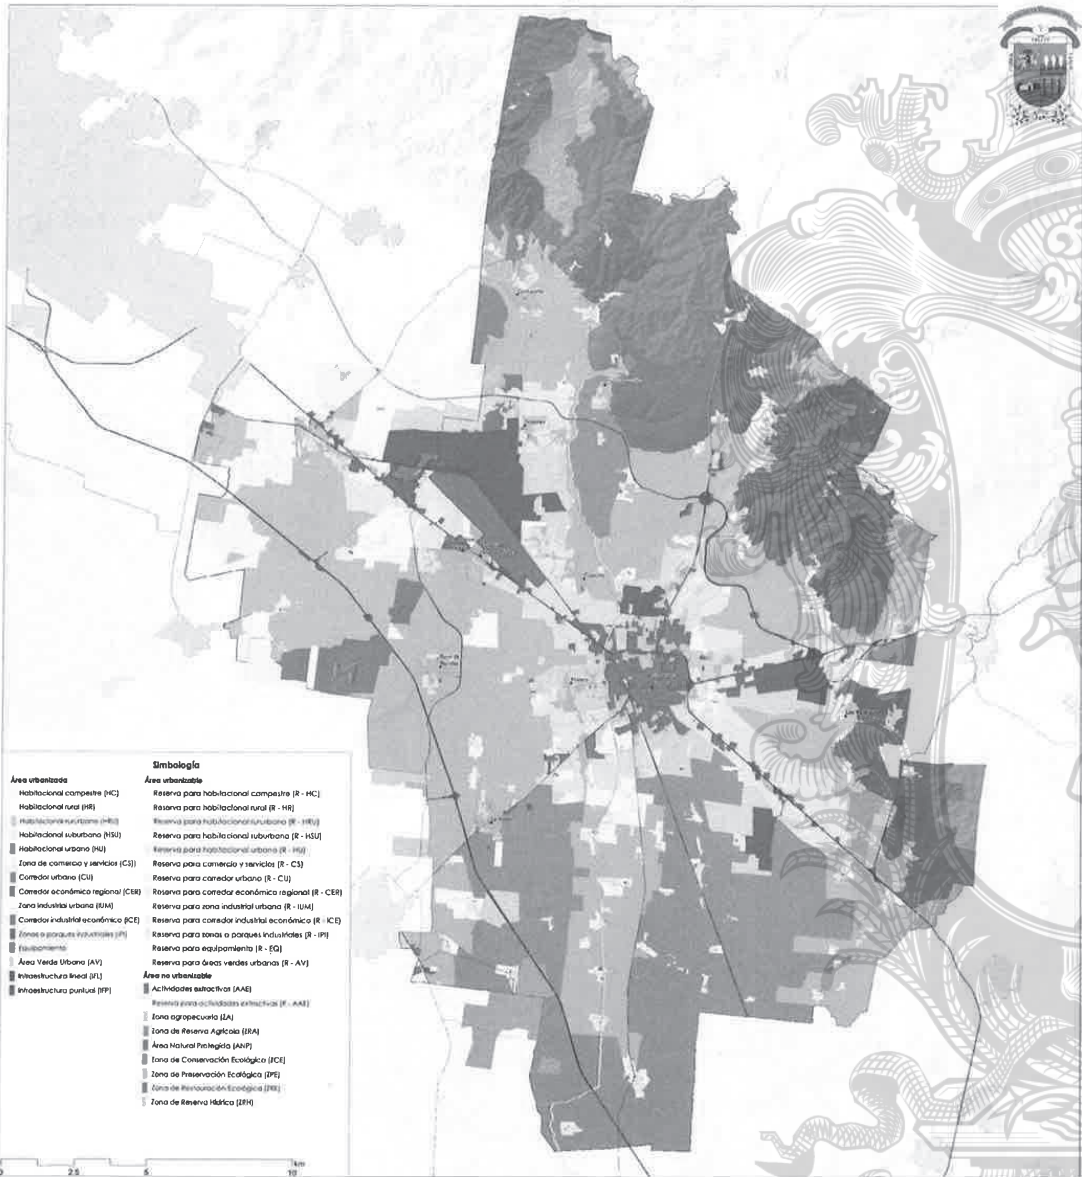 Simbología
Área urbanizada
Habitacional campestre (HC)
Habitacional rural (HR)
Habitacional rururbano (HRU)
Habitacional suburbano (HSU)
Habitacional urbano (HU)
Zona de comercio y servicios (CS)
Corredor urbano (CU)
Corredor económico regional (CER)
Zona industrial urbana (IUM)
Corredor industrial económico (ICE)
Zonas o parques industriales (IPI)
Equipamiento
Área Verde Urbana (AV)
Infraestructura lineal (IFL)
Infraestructura puntual (IFP)
Área urbanizable
Reserva para habitacional campestre (R - HC)
Reserva para habitacional rural (R - HR)
Reserva para habitacional rururbano (R - HRU)
Reserva para habitacional suburbano (R - HSU)
Reserva para habitacional urbano (R - HU)
Reserva para comercio y servicios (R - CS)
Reserva para corredor urbano (R - CU)
Reserva para corredor económico regional (R - CER)
Reserva para zona industrial urbana (R - IUM)
Reserva para corredor industrial económico (R - ICE)
Reserva para zonas o parques industriales (R - IPI)
Reserva para equipamiento (R - EQ)
Reserva para áreas verdes urbanas (R - AV)
Área no urbanizable
Actividades extractivas (AAE)
Reserva para actividades extractivas (R - AAE)
Zona agropecuaria (ZA)
Zona de Reserva Agrícola (ZRA)
Área Natural Protegida (ANP)
Zona de Conservación Ecológica (ZCE)
Zona de Preservación Ecológica (ZPE)
Zona de Restauración Ecológica (ZRE)
Zona de Reserva Hídrica (ZRH)
0 2.5 5 10 km